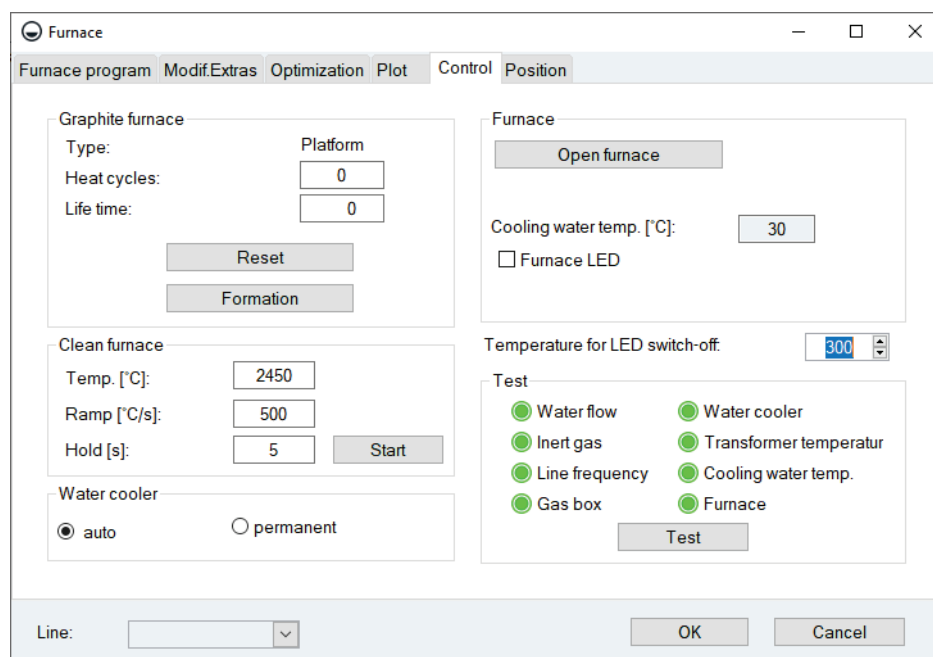 Furnace
Furnace program Modif.Extras Optimization Plot Control Position
Graphite furnace
Type: Platform
Heat cycles: 0
Life time: 0
Reset
Formation
Clean furnace
Temp. [°C]: 2450
Ramp [°C/s]: 500
Hold [s]: 5 Start
Water cooler
auto permanent
Furnace
Open furnace
Cooling water temp. [°C]: 30
Furnace LED
Temperature for LED switch-off: 300
Test
Water flow Water cooler
Inert gas Transformer temperatur
Line frequency Cooling water temp.
Gas box Furnace
Test
Line: OK Cancel